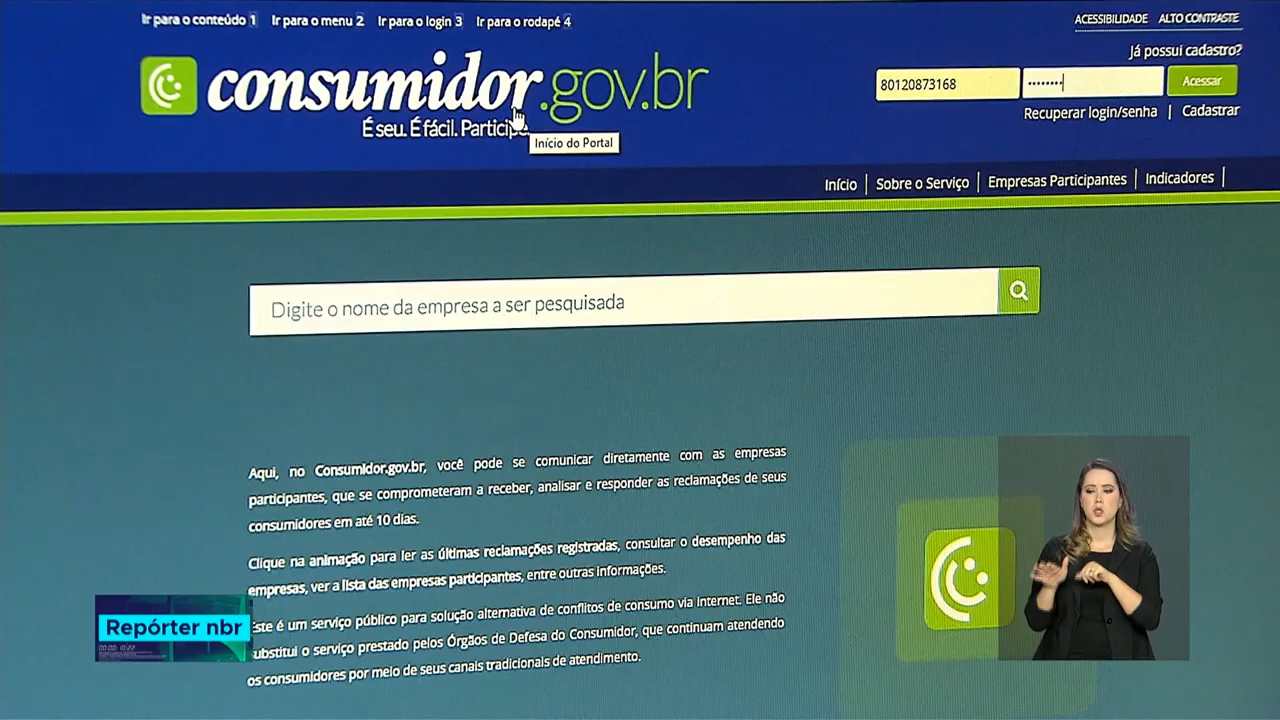 Ir para o conteúdo 1 Ir para o menu 2 Ir para o login 3 Ir para o rodapé 4
ACESSIBILIDADE ALTO CONTRASTE
Já possui cadastro?
consumidor.gov.br
80120873168 ········ Acessar
É seu. É fácil. Participe
Recuperar login/senha | Cadastrar
Início do Portal
Início | Sobre o Serviço | Empresas Participantes | Indicadores |
Digite o nome da empresa a ser pesquisada
Aqui, no Consumidor.gov.br, você pode se comunicar diretamente com as empresas
participantes, que se comprometeram a receber, analisar e responder as reclamações de seus
consumidores em até 10 dias.
Clique na animação para ler as últimas reclamações registradas, consultar o desempenho das
empresas, ver a lista das empresas participantes, entre outras informações.
ste é um serviço público para solução alternativa de conflitos de consumo via internet. Ele não
ubstitui o serviço prestado pelos Órgãos de Defesa do Consumidor, que continuam atendendo
os consumidores por meio de seus canais tradicionais de atendimento.
Repórter nbr